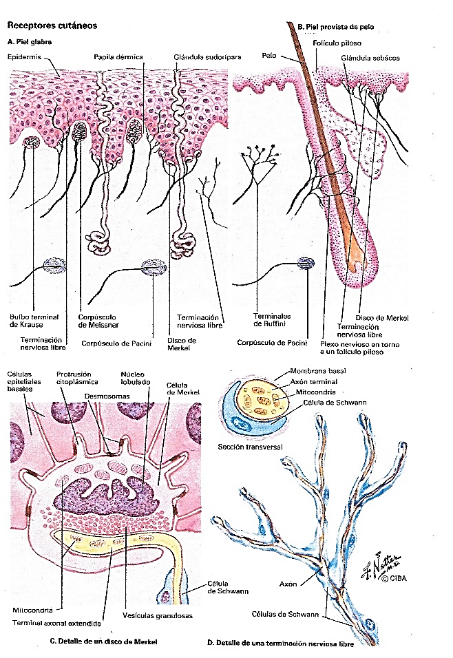 Receptores cutáneos
A. Piel glabra
B. Piel provista de pelo
Epidermis
Papila dérmica
Glándula sudorípara
Pelo
Folículo piloso
Glándula sebácea
Bulbo terminal
de Krause
Corpúsculo
de Meissner
Terminación
nerviosa libre
Terminales
de Ruffini
Disco de Merkel
Terminación
nerviosa libre
Terminación
nerviosa libre
Corpúsculo de Pacini
Disco de
Merkel
Corpúsculo de Pacini
Plexo nervioso en torno
a un folículo piloso
Células
epiteliales
basales
Protrusión
citoplásmica
Núcleo
lobulado
Célula
de Merkel
Desmosomas
Membrana basal
Axón terminal
Mitocondria
Célula de Schwann
Sección transversal
Mitocondria
Terminal axonal extendido
Vesículas granulosas
Célula
de Schwann
Axón
Células de Schwann
F. Netter
© CIBA
C. Detalle de un disco de Merkel
D. Detalle de una terminación nerviosa libre